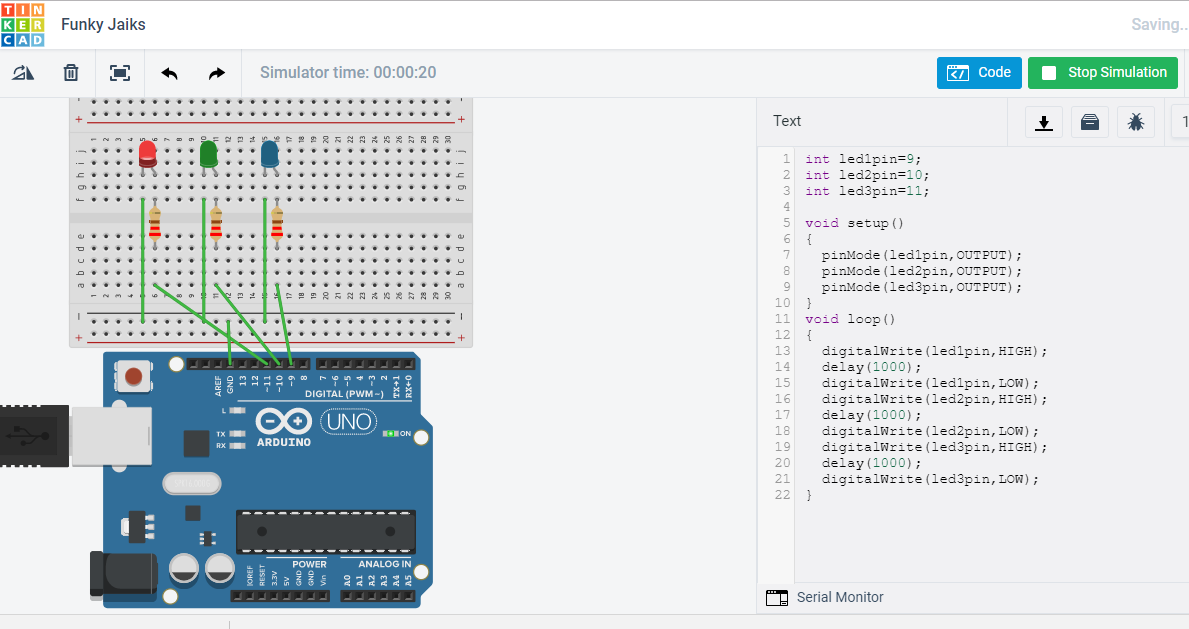 TIN
KER
CAD
Funky Jaiks
Saving..
Simulator time: 00:00:20
Code
Stop Simulation
Text
1
1 int led1pin=9;
2 int led2pin=10;
3 int led3pin=11;
4
5 void setup()
6 {
7 pinMode(led1pin,OUTPUT);
8 pinMode(led2pin,OUTPUT);
9 pinMode(led3pin,OUTPUT);
10 }
11 void loop()
12 {
13 digitalWrite(led1pin,HIGH);
14 delay(1000);
15 digitalWrite(led1pin,LOW);
16 digitalWrite(led2pin,HIGH);
17 delay(1000);
18 digitalWrite(led2pin,LOW);
19 digitalWrite(led3pin,HIGH);
20 delay(1000);
21 digitalWrite(led3pin,LOW);
22 }
Serial Monitor
AREF GND 13 12 ~11 ~10 ~9 8 7 ~6 ~5 4 ~3 2 TX→1 RX←0
DIGITAL (PWM~)
L
TX
RX
ARDUINO
UNO
ON
POWER
ANALOG IN
IOREF RESET 3.3V 5V GND GND Vin A0 A1 A2 A3 A4 A5